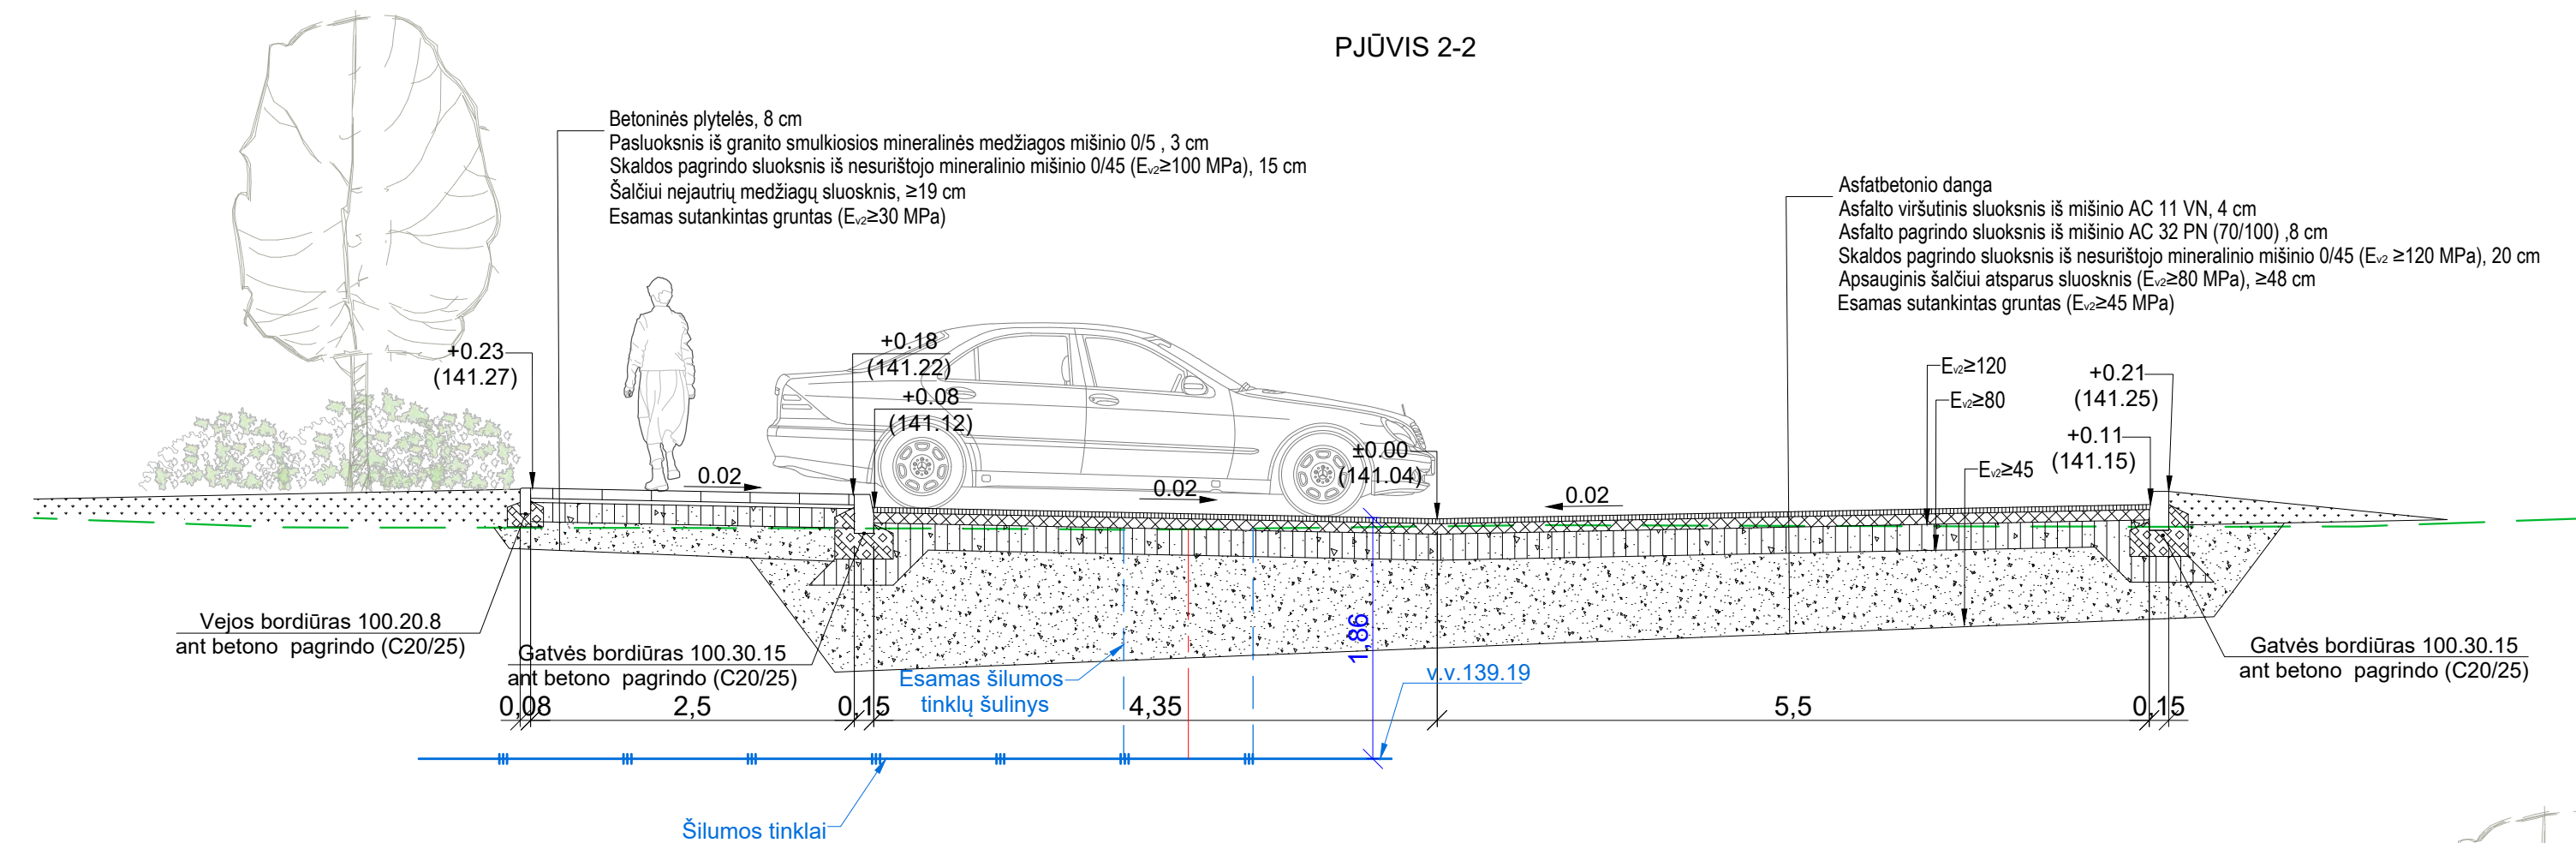 PJŪVIS 2-2
Betoninės plytelės, 8 cm
Pasluoksnis iš granito smulkiosios mineralinės medžiagos mišinio 0/5 , 3 cm
Skaldos pagrindo sluoksnis iš nesurištojo mineralinio mišinio 0/45 (Ev2≥100 MPa), 15 cm
Šalčiui nejautrių medžiagų sluosknis, ≥19 cm
Esamas sutankintas gruntas (Ev2≥30 MPa)
Asfatbetonio danga
Asfalto viršutinis sluoksnis iš mišinio AC 11 VN, 4 cm
Asfalto pagrindo sluoksnis iš mišinio AC 32 PN (70/100) ,8 cm
Skaldos pagrindo sluoksnis iš nesurištojo mineralinio mišinio 0/45 (Ev2 ≥120 MPa), 20 cm
Apsauginis šalčiui atsparus sluosknis (Ev2≥80 MPa), ≥48 cm
Esamas sutankintas gruntas (Ev2≥45 MPa)
+0.23
(141.27)
+0.18
(141.22)
+0.08
(141.12)
±0.00
(141.04)
Ev2≥120
Ev2≥80
Ev2≥45
+0.21
(141.25)
+0.11
(141.15)
0.02
0.02
0.02
Vejos bordiūras 100.20.8
ant betono pagrindo (C20/25)
Gatvės bordiūras 100.30.15
ant betono pagrindo (C20/25)
Esamas šilumos
tinklų šulinys
1,86
v.v.139.19
Gatvės bordiūras 100.30.15
ant betono pagrindo (C20/25)
0,08
2,5
0,15
4,35
5,5
0,15
Šilumos tinklai